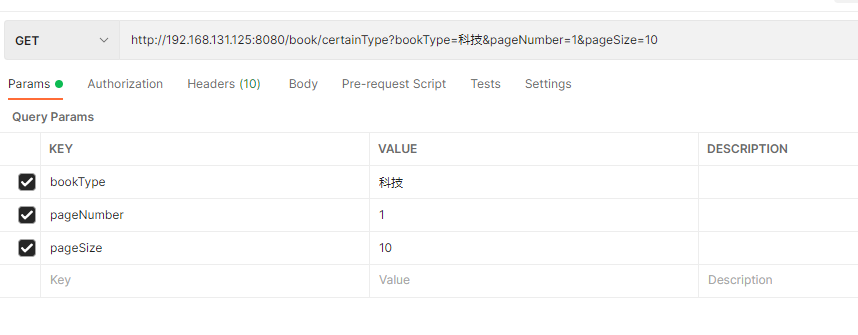 GET http://192.168.131.125:8080/book/certainType?bookType=科技&pageNumber=1&pageSize=10
Params Authorization Headers (10) Body Pre-request Script Tests Settings
Query Params
KEY VALUE DESCRIPTION
bookType 科技
pageNumber 1
pageSize 10
Key Value Description